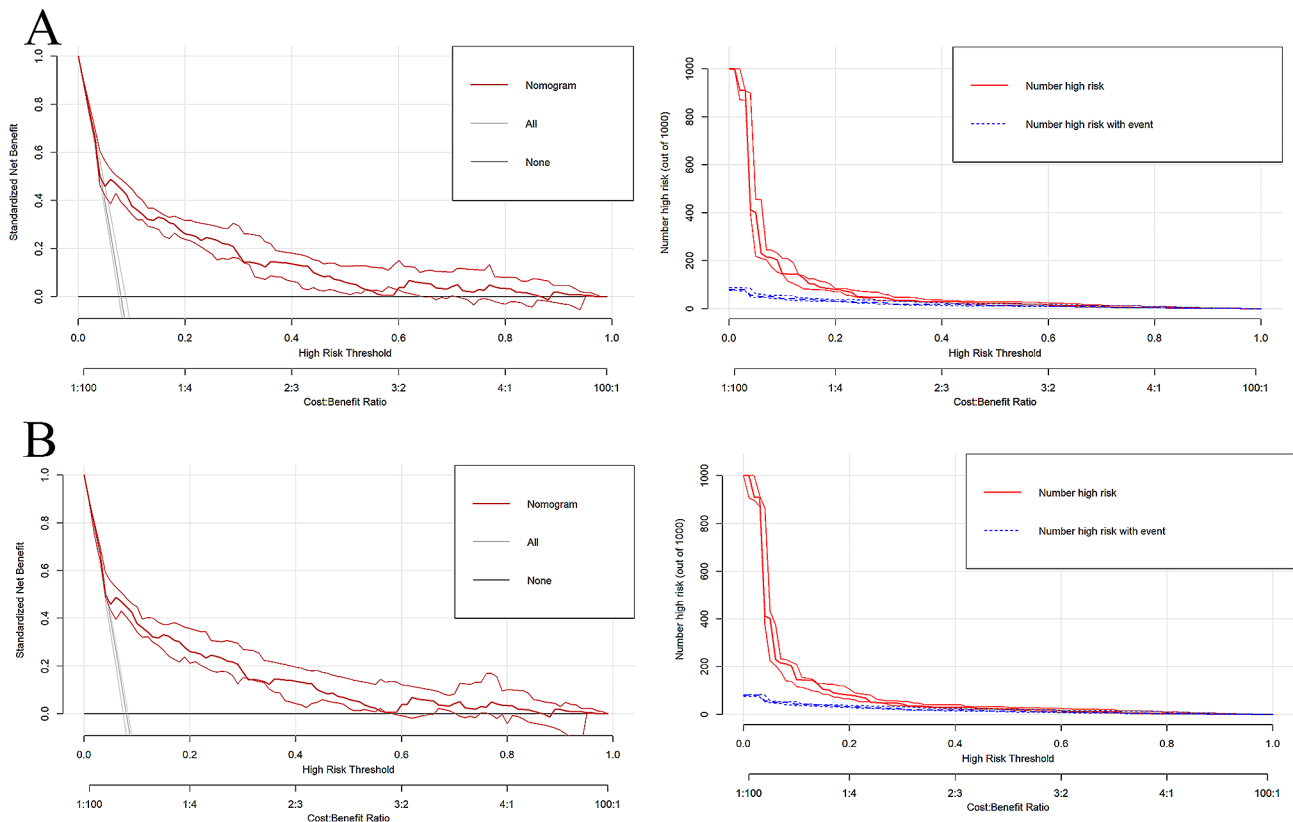 A
Standardized Net Benefit
0.0 0.2 0.4 0.6 0.8 1.0
Nomogram
All
None
0.0 0.2 0.4 0.6 0.8 1.0
High Risk Threshold
1:100 1:4 2:3 3:2 4:1 100:1
Cost:Benefit Ratio
Number high risk (out of 1000)
0 200 400 600 800 1000
Number high risk
Number high risk with event
0.0 0.2 0.4 0.6 0.8 1.0
High Risk Threshold
1:100 1:4 2:3 3:2 4:1 100:1
Cost:Benefit Ratio
B
Standardized Net Benefit
0.0 0.2 0.4 0.6 0.8 1.0
Nomogram
All
None
0.0 0.2 0.4 0.6 0.8 1.0
High Risk Threshold
1:100 1:4 2:3 3:2 4:1 100:1
Cost:Benefit Ratio
Number high risk (out of 1000)
0 200 400 600 800 1000
Number high risk
Number high risk with event
0.0 0.2 0.4 0.6 0.8 1.0
High Risk Threshold
1:100 1:4 2:3 3:2 4:1 100:1
Cost:Benefit Ratio